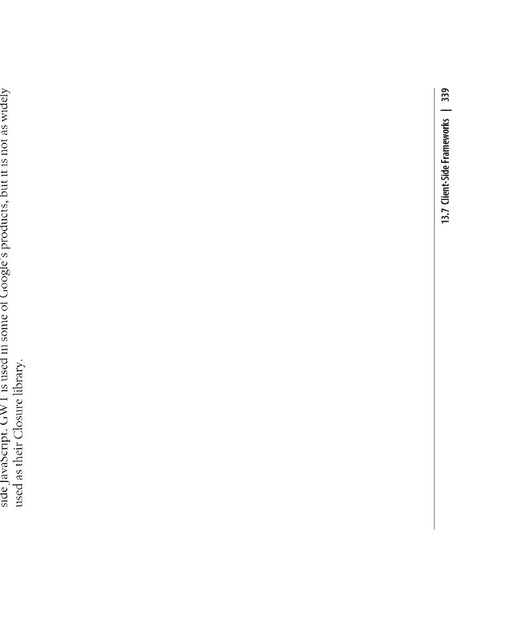 side JavaScript. GWT is used in some of Google's products, but it is not as widely
used as their Closure library.
13.7 Client-Side Frameworks | 339